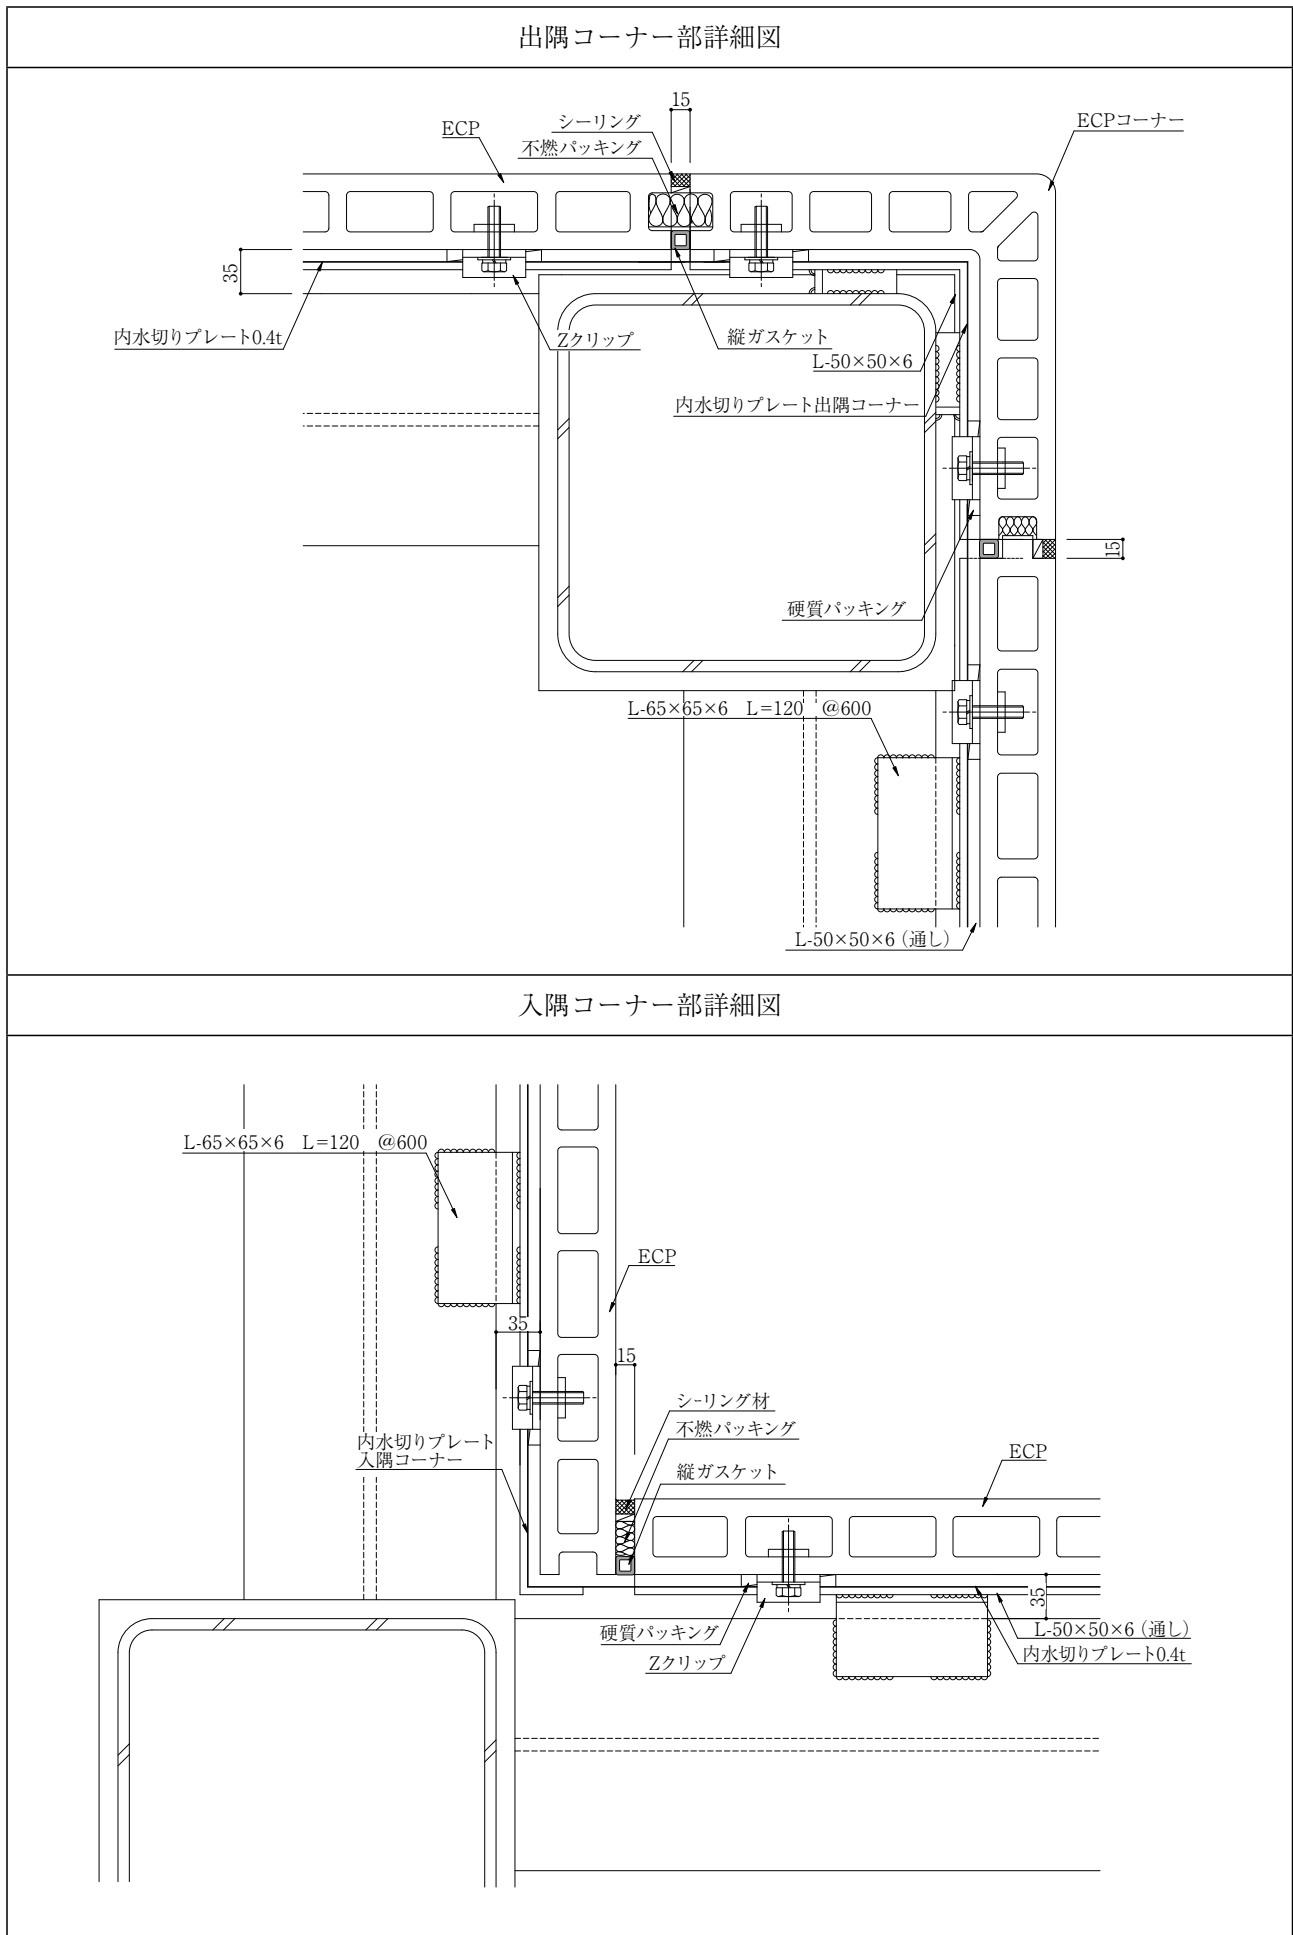 出隅コーナー部詳細図
15
シーリング
ECP
不燃パッキング
ECPコーナー
35
内水切りプレート0.4t
Zクリップ
縦ガスケット
L-50×50×6
内水切りプレート出隅コーナー
15
硬質パッキング
L-65×65×6 L=120 @600
L-50×50×6（通し）
入隅コーナー部詳細図
L-65×65×6 L=120 @600
ECP
35
15
シーリング材
不燃パッキング
内水切りプレート
入隅コーナー
ECP
縦ガスケット
35
硬質パッキング
L-50×50×6（通し）
Zクリップ
内水切りプレート0.4t